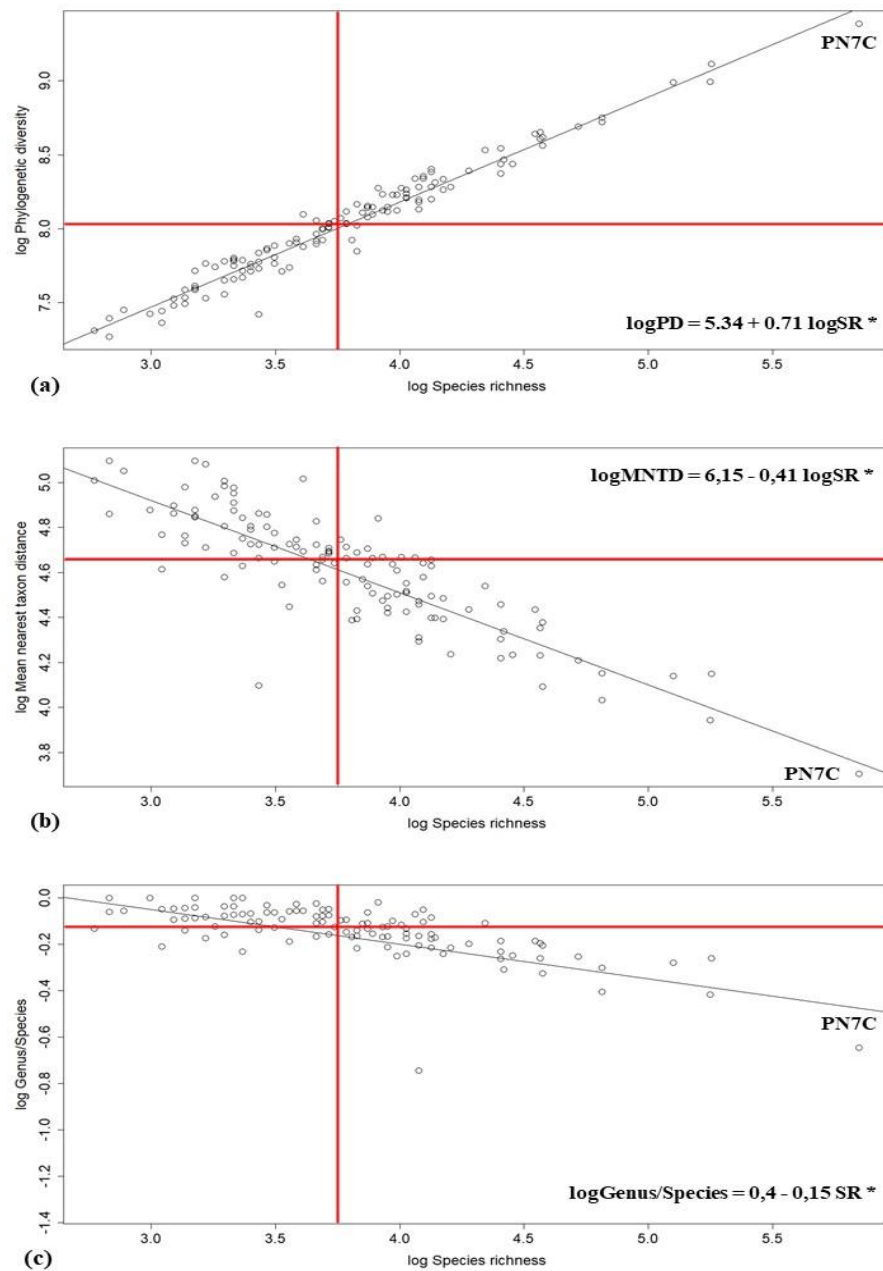 PN7C
9.0
8.5
8.0
7.5
log Phylogenetic diversity
logPD = 5.34 + 0.71 logSR *
3.0 3.5 4.0 4.5 5.0 5.5
log Species richness
(a)
logMNTD = 6,15 - 0,41 logSR *
5.0
4.8
4.6
4.4
4.2
4.0
3.8
log Mean nearest taxon distance
PN7C
3.0 3.5 4.0 4.5 5.0 5.5
log Species richness
(b)
0.0
-0.2
-0.4
-0.6
-0.8
-1.0
-1.2
-1.4
log Genus/Species
PN7C
logGenus/Species = 0,4 - 0,15 SR *
3.0 3.5 4.0 4.5 5.0 5.5
log Species richness
(c)